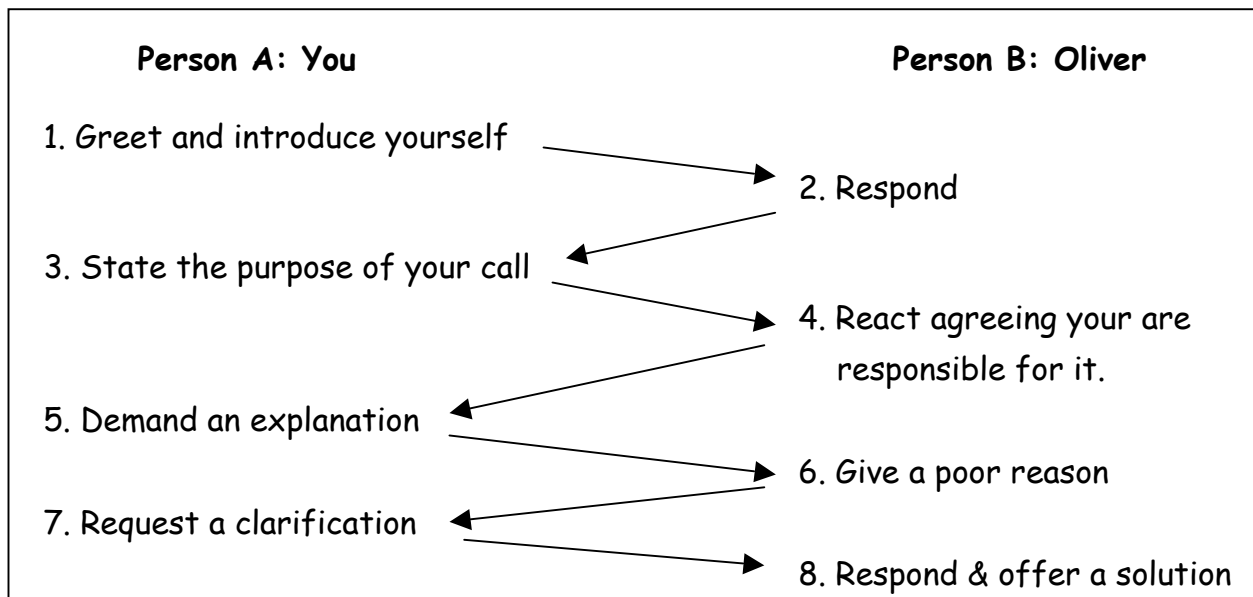 Person A: You
Person B: Oliver
1. Greet and introduce yourself
2. Respond
3. State the purpose of your call
4. React agreeing your are
responsible for it.
5. Demand an explanation
6. Give a poor reason
7. Request a clarification
8. Respond & offer a solution